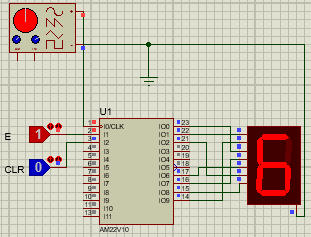 U1
1 I0/CLK IO0 23
2 I1 IO1 22
3 I2 IO2 21
4 I3 IO3 20
5 I4 IO4 19
6 I5 IO5 18
7 I6 IO6 17
8 I7 IO7 16
9 I8 IO8 15
10 I9 IO9 14
11 I10
13 I11
AM22V10
E 1
CLR 0
6